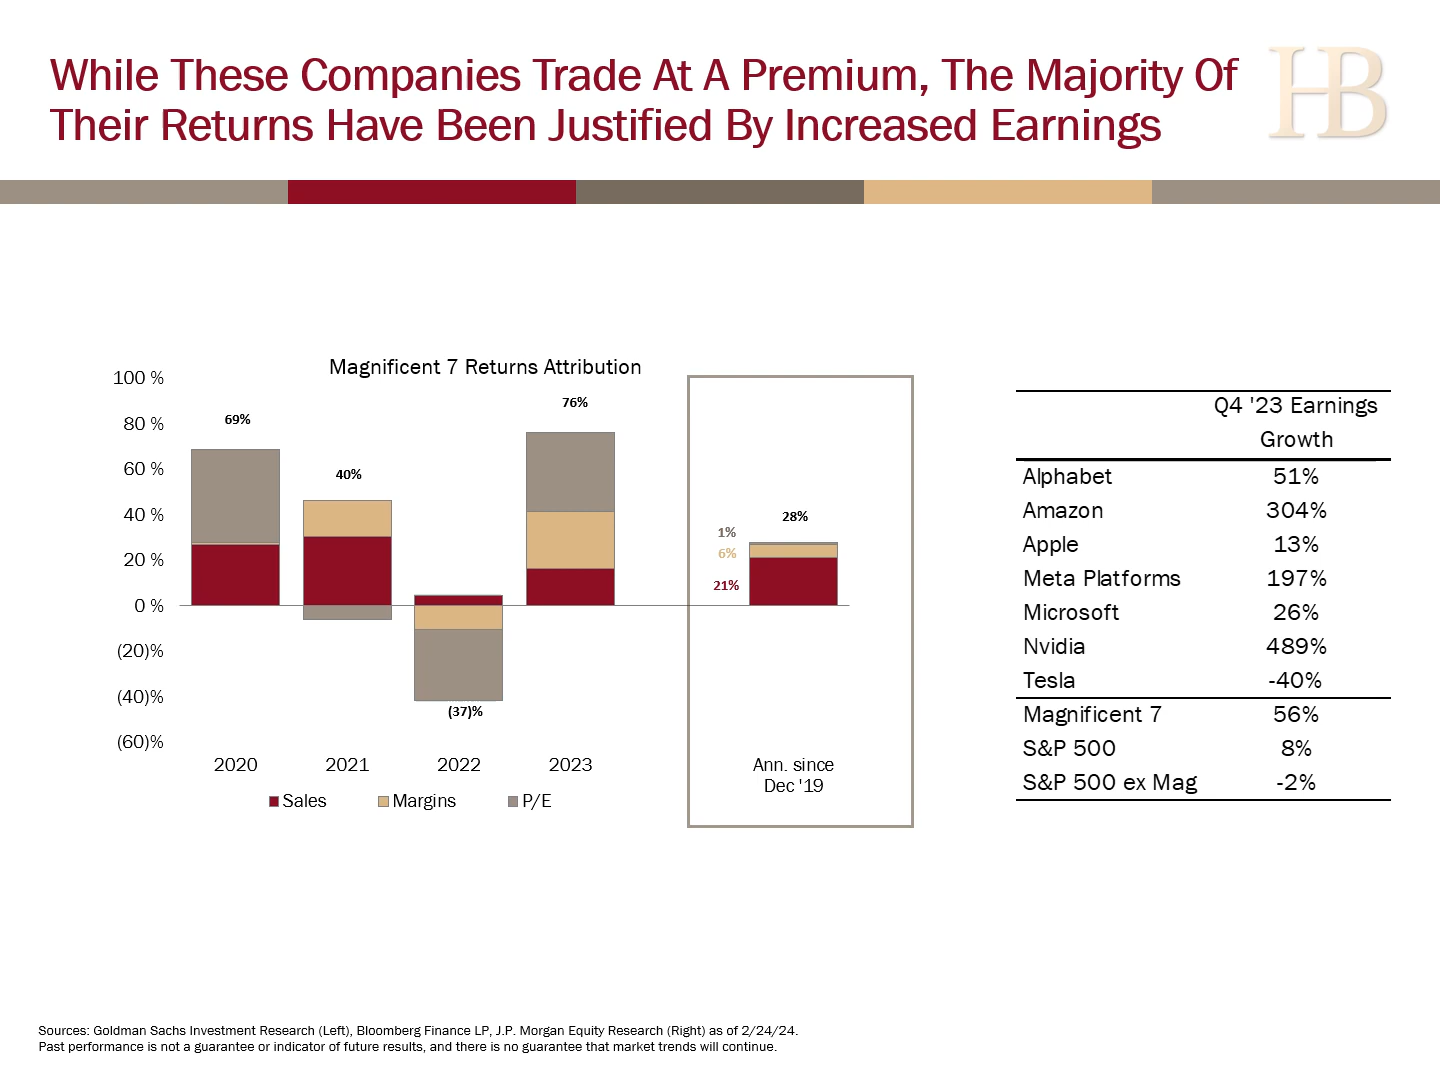 While These Companies Trade At A Premium, The Majority Of
Their Returns Have Been Justified By Increased Earnings
HB
Magnificent 7 Returns Attribution
100 %
80 %
60 %
40 %
20 %
0 %
(20)%
(40)%
(60)%
69%
40%
(37)%
76%
28%
1%
6%
21%
2020 2021 2022 2023 Ann. since
Dec '19
Sales Margins P/E
Q4 '23 Earnings
Growth
Alphabet 51%
Amazon 304%
Apple 13%
Meta Platforms 197%
Microsoft 26%
Nvidia 489%
Tesla -40%
Magnificent 7 56%
S&P 500 8%
S&P 500 ex Mag -2%
Sources: Goldman Sachs Investment Research (Left), Bloomberg Finance LP, J.P. Morgan Equity Research (Right) as of 2/24/24.
Past performance is not a guarantee or indicator of future results, and there is no guarantee that market trends will continue.